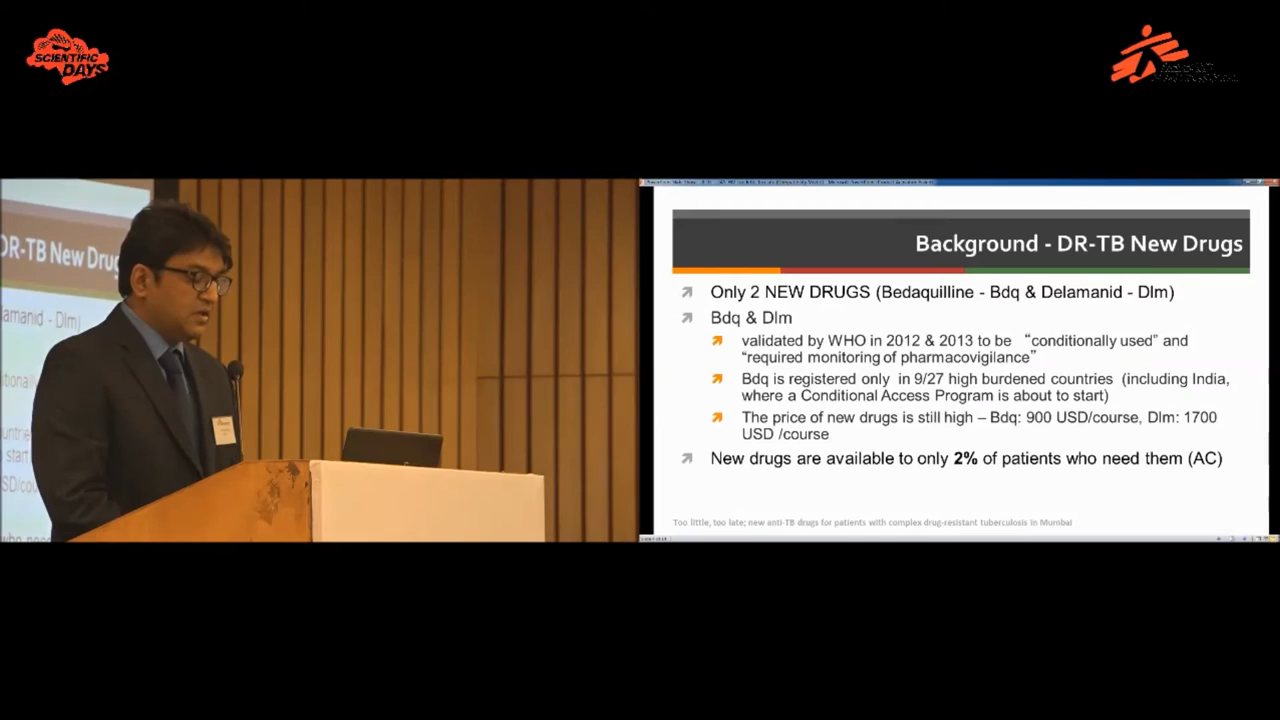 SCIENTIFIC
DAYS
DR-TB New Drug
amanid - Dlm)
Background - DR-TB New Drugs
Only 2 NEW DRUGS (Bedaquilline - Bdq & Delamanid - Dlm)
Bdq & Dlm
validated by WHO in 2012 & 2013 to be “conditionally used” and
“required monitoring of pharmacovigilance”
Bdq is registered only in 9/27 high burdened countries (including India,
where a Conditional Access Program is about to start)
The price of new drugs is still high – Bdq: 900 USD/course, Dlm: 1700
USD /course
New drugs are available to only 2% of patients who need them (AC)
Too little, too late; new anti-TB drugs for patients with complex drug-resistant tuberculosis in Mumbai